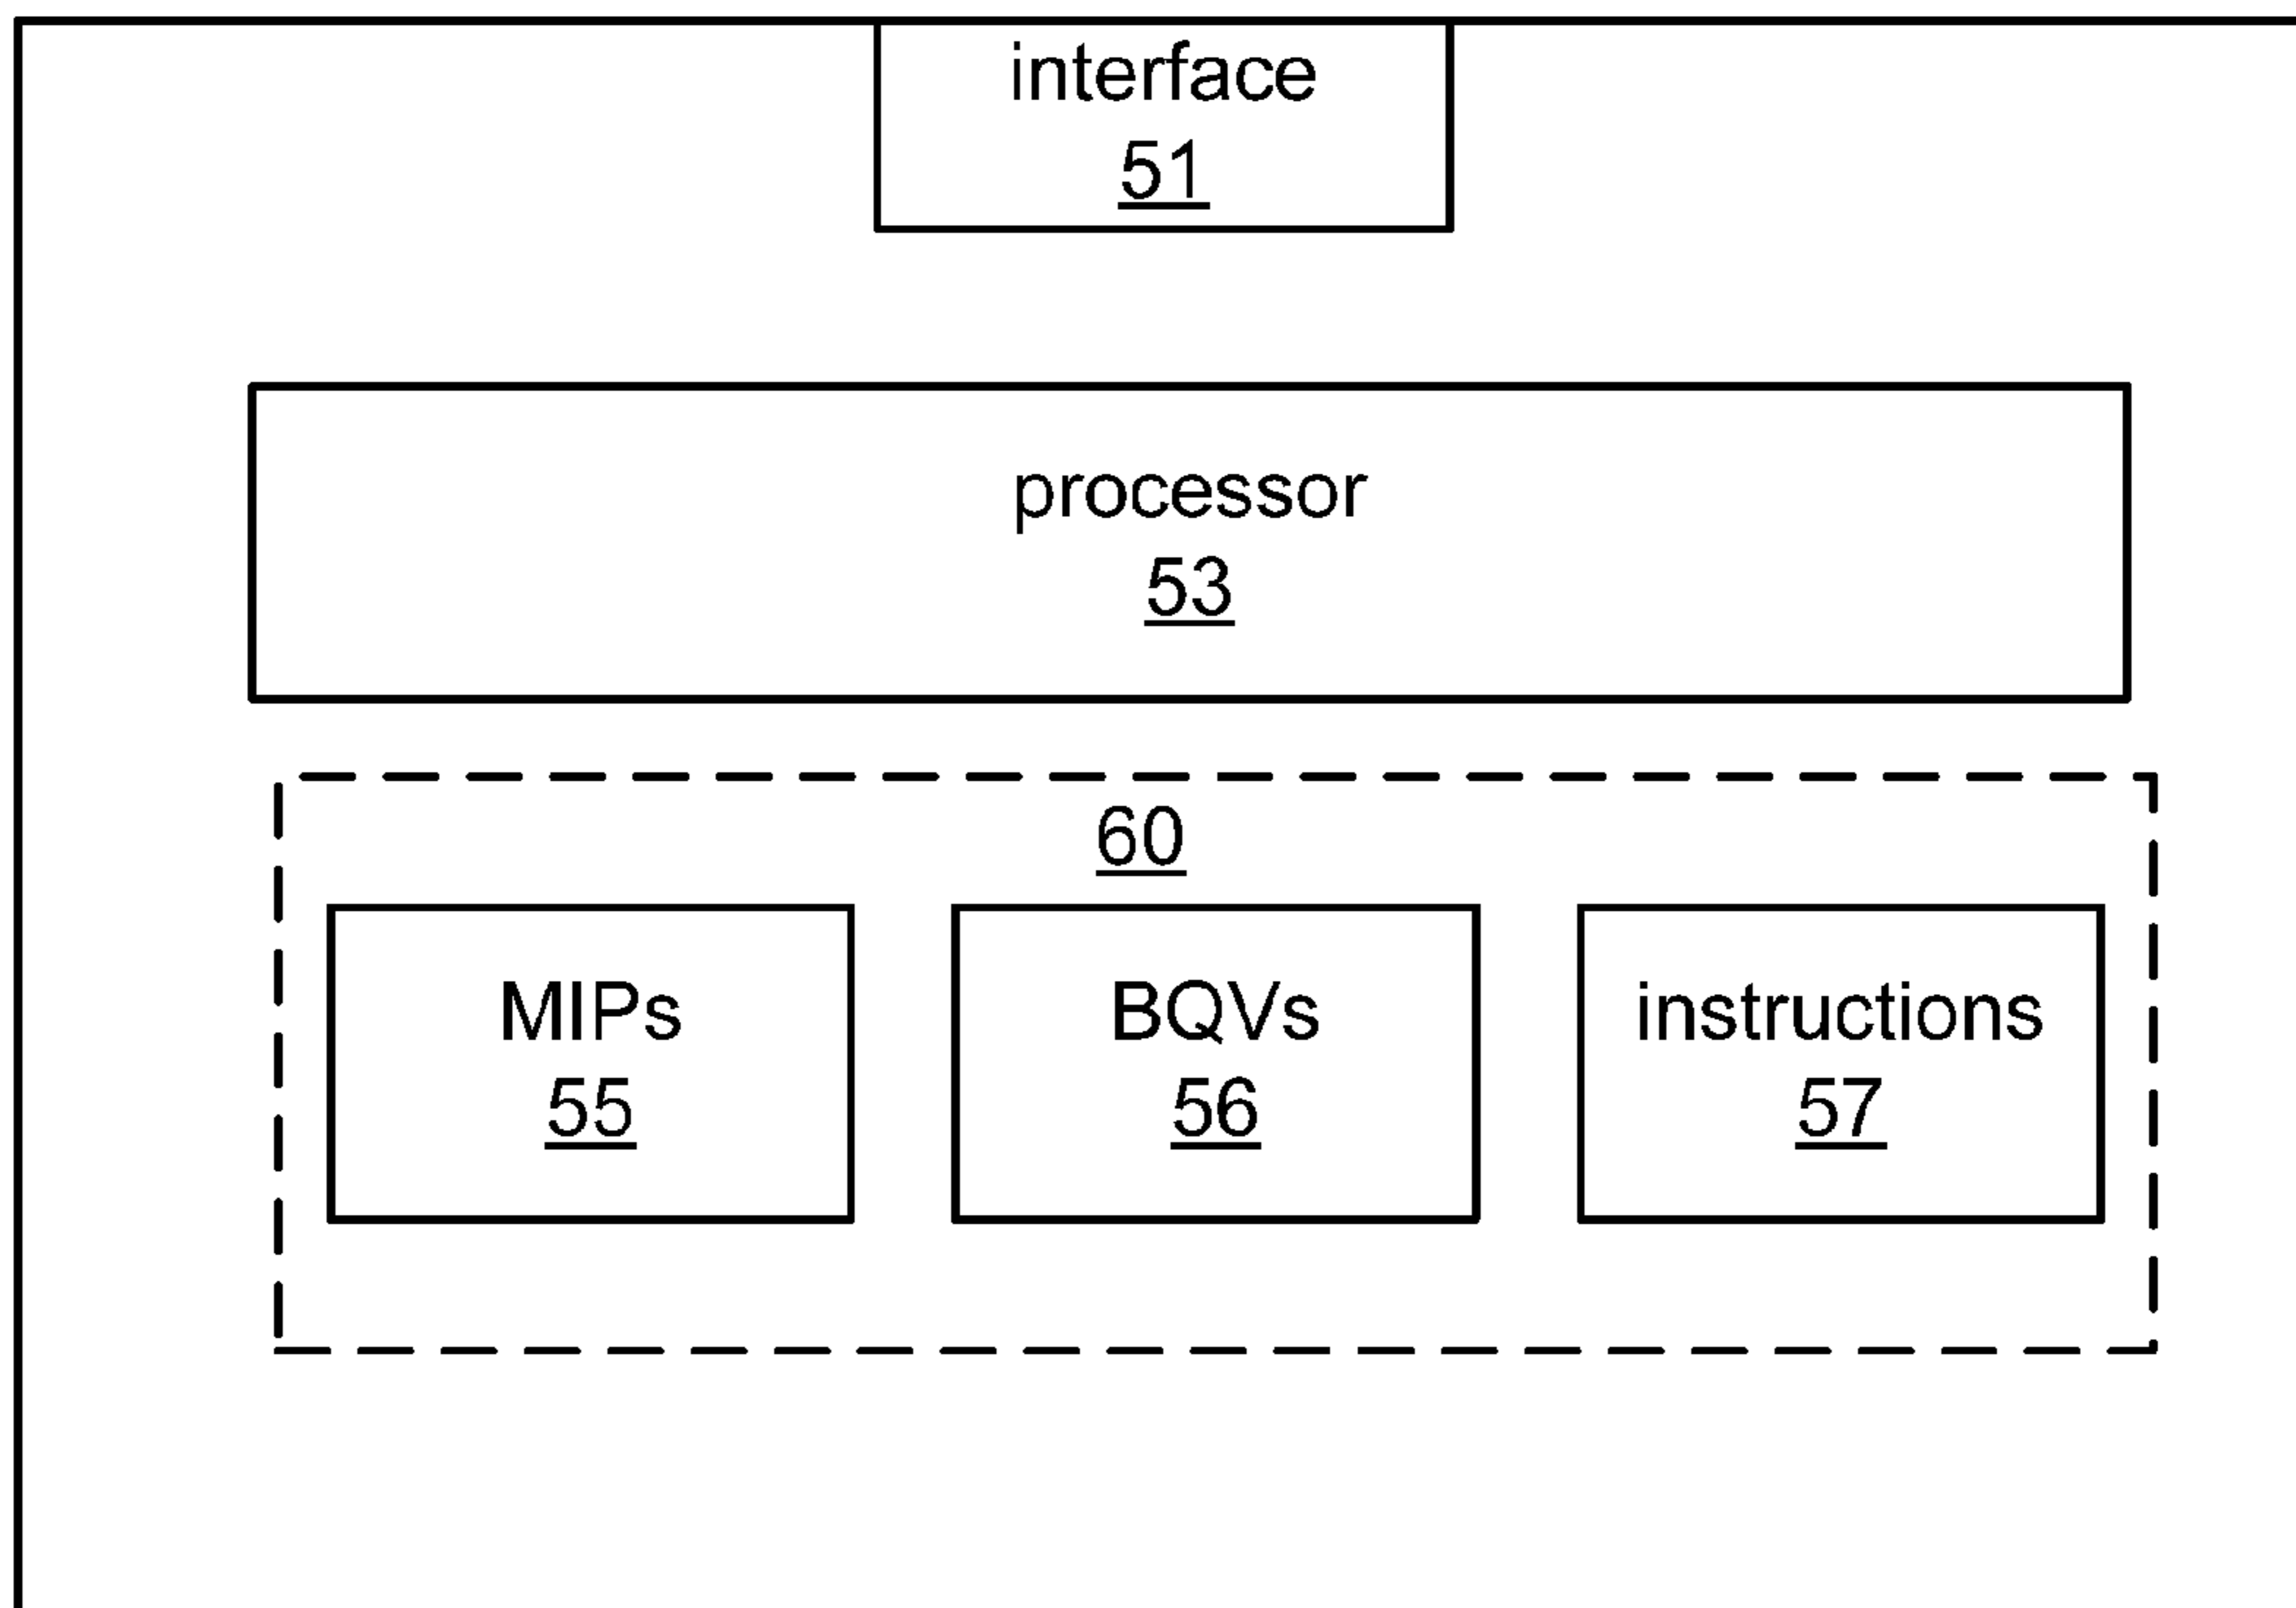 interface
51
processor
53
60
MIPs
55
BQVs
56
instructions
57